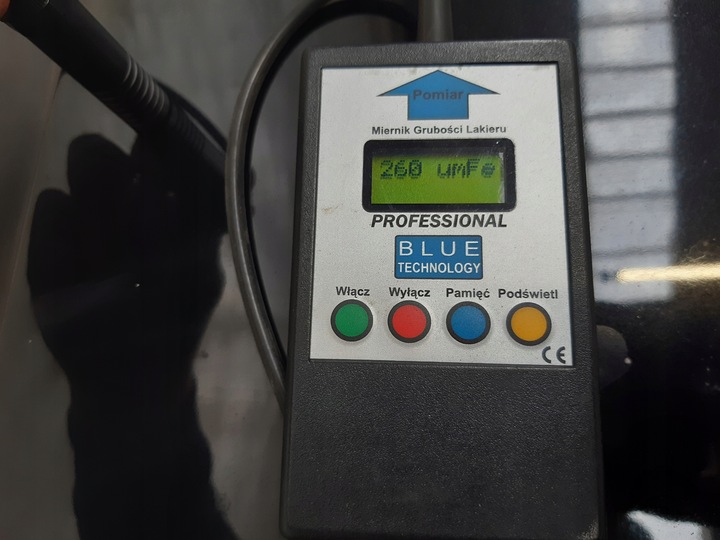 Pomiar
Miernik Grubości Lakieru
260 umFe
PROFESSIONAL
BLUE
TECHNOLOGY
Włącz Wyłącz Pamięć Podświetl
CE